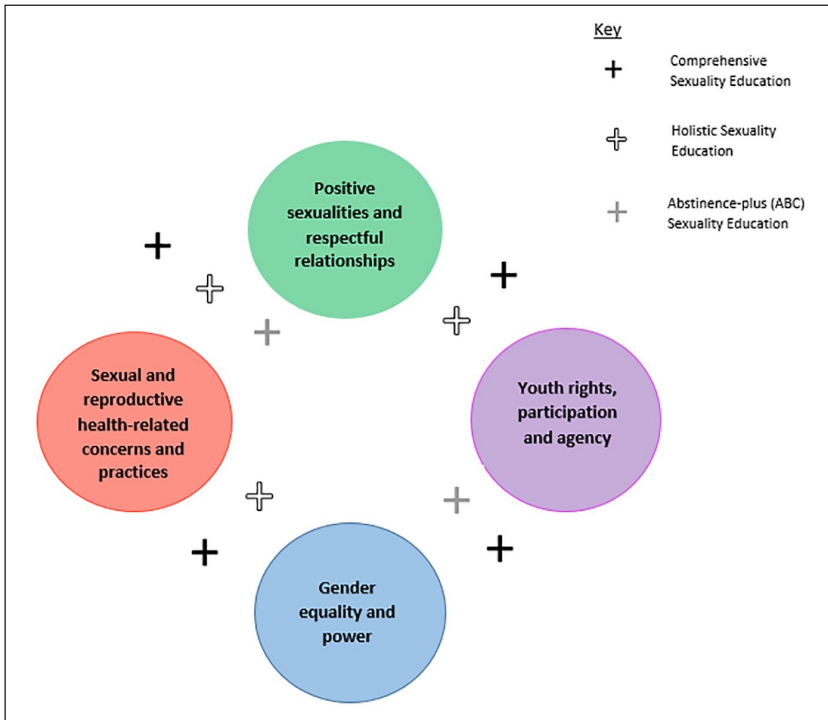 Key
Comprehensive
Sexuality Education
Holistic Sexuality
Education
Abstinence-plus (ABC)
Sexuality Education
Positive
sexualities and
respectful
relationships
Sexual and
reproductive
health-related
concerns and
practices
Youth rights,
participation
and agency
Gender
equality and
power